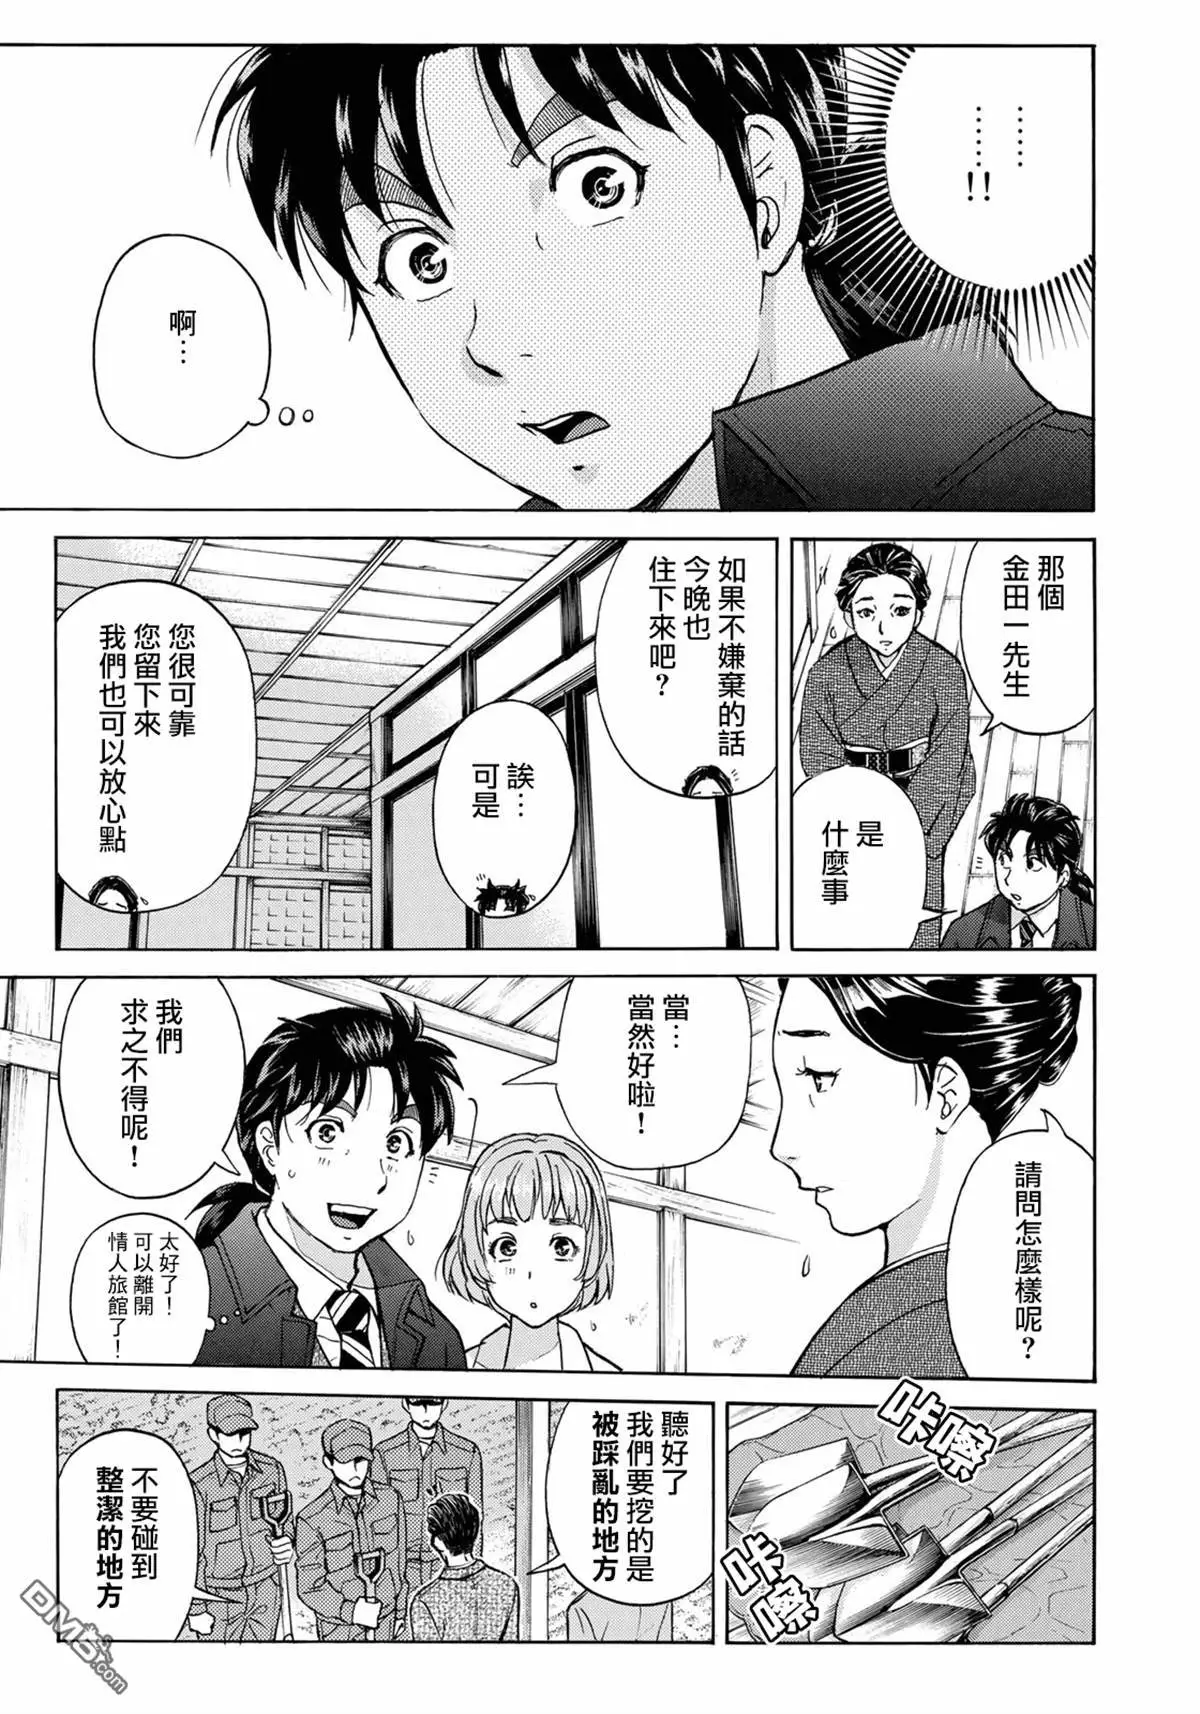 ……
……!!
啊…
那個
金田一先生
是
什麼事
如果不嫌棄的話
今晚也
住下來吧?
誒…
可是
您很可靠
您留下來
我們也可以放心點
請問怎麼樣呢?
當…
當然好啦!
我們
求之不得呢!
太好了!
可以離開
情人旅館了!
咔嚓
咔嚓
聽好了
我們要挖的是
被踩亂的地方
不要碰到
整潔的地方
DM5.com